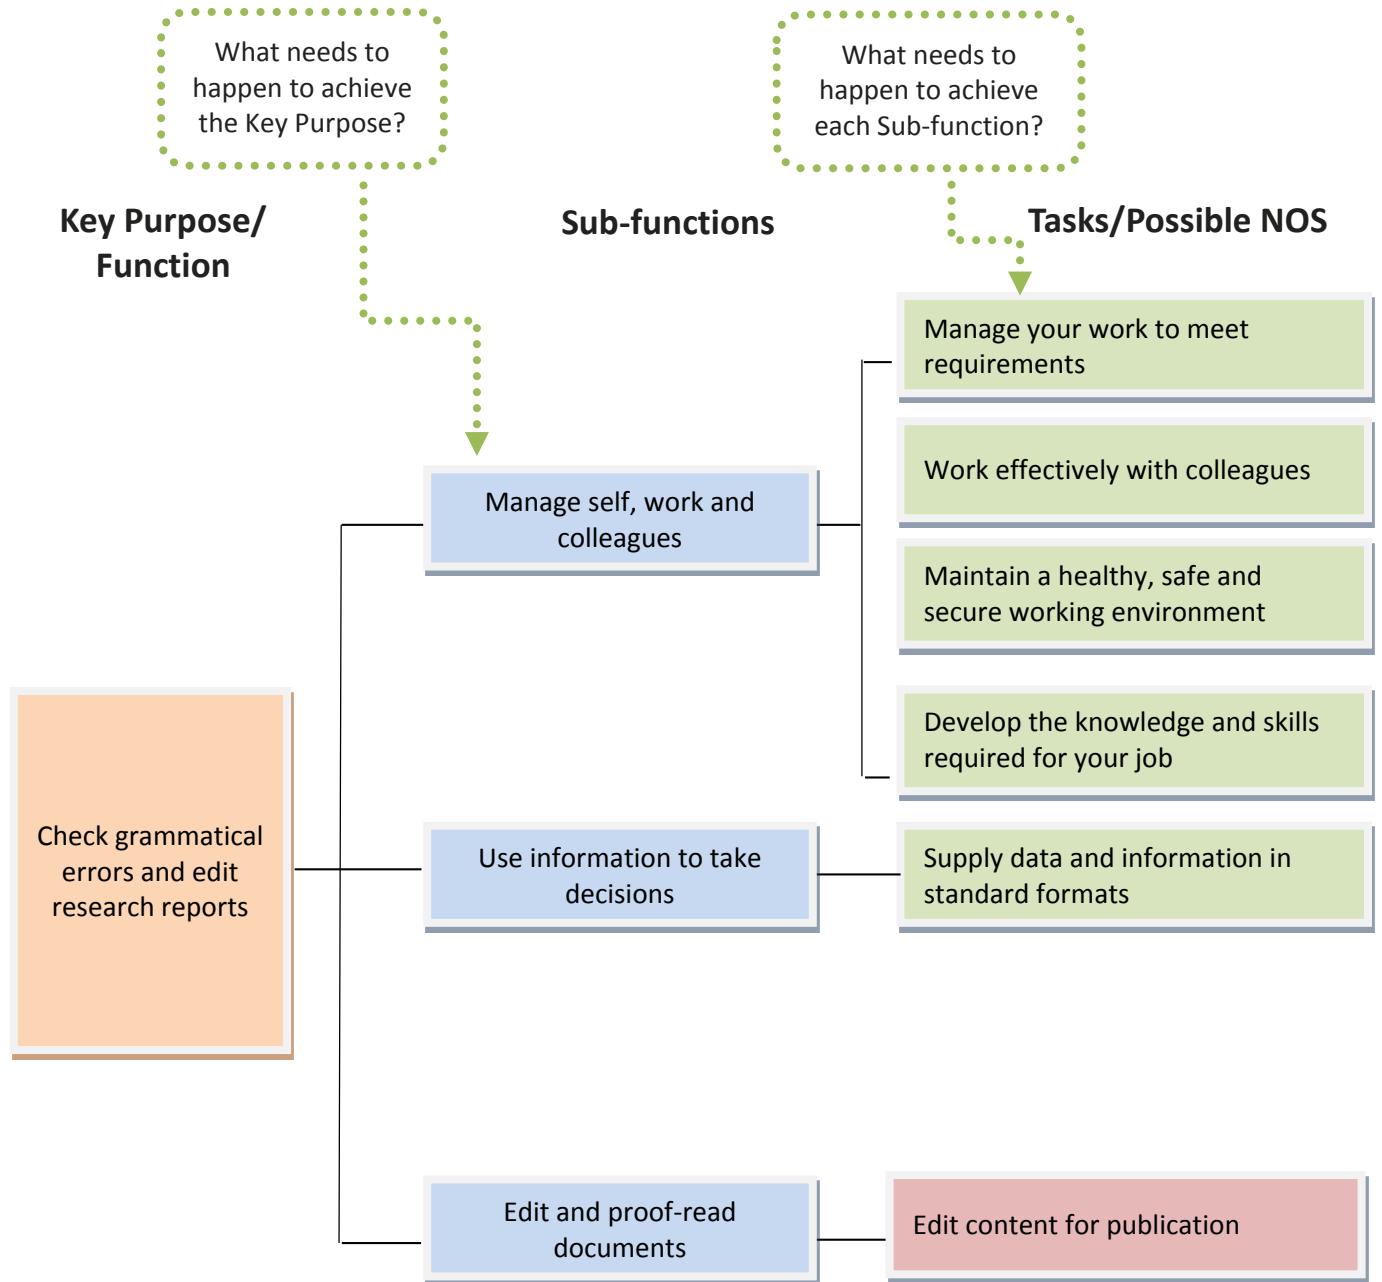 What needs to
happen to achieve
the Key Purpose?
What needs to
happen to achieve
each Sub-function?
Key Purpose/
Function
Sub-functions
Tasks/Possible NOS
Manage your work to meet
requirements
Work effectively with colleagues
Manage self, work and
colleagues
Maintain a healthy, safe and
secure working environment
Develop the knowledge and skills
required for your job
Check grammatical
errors and edit
research reports
Use information to take
decisions
Supply data and information in
standard formats
Edit and proof-read
documents
Edit content for publication